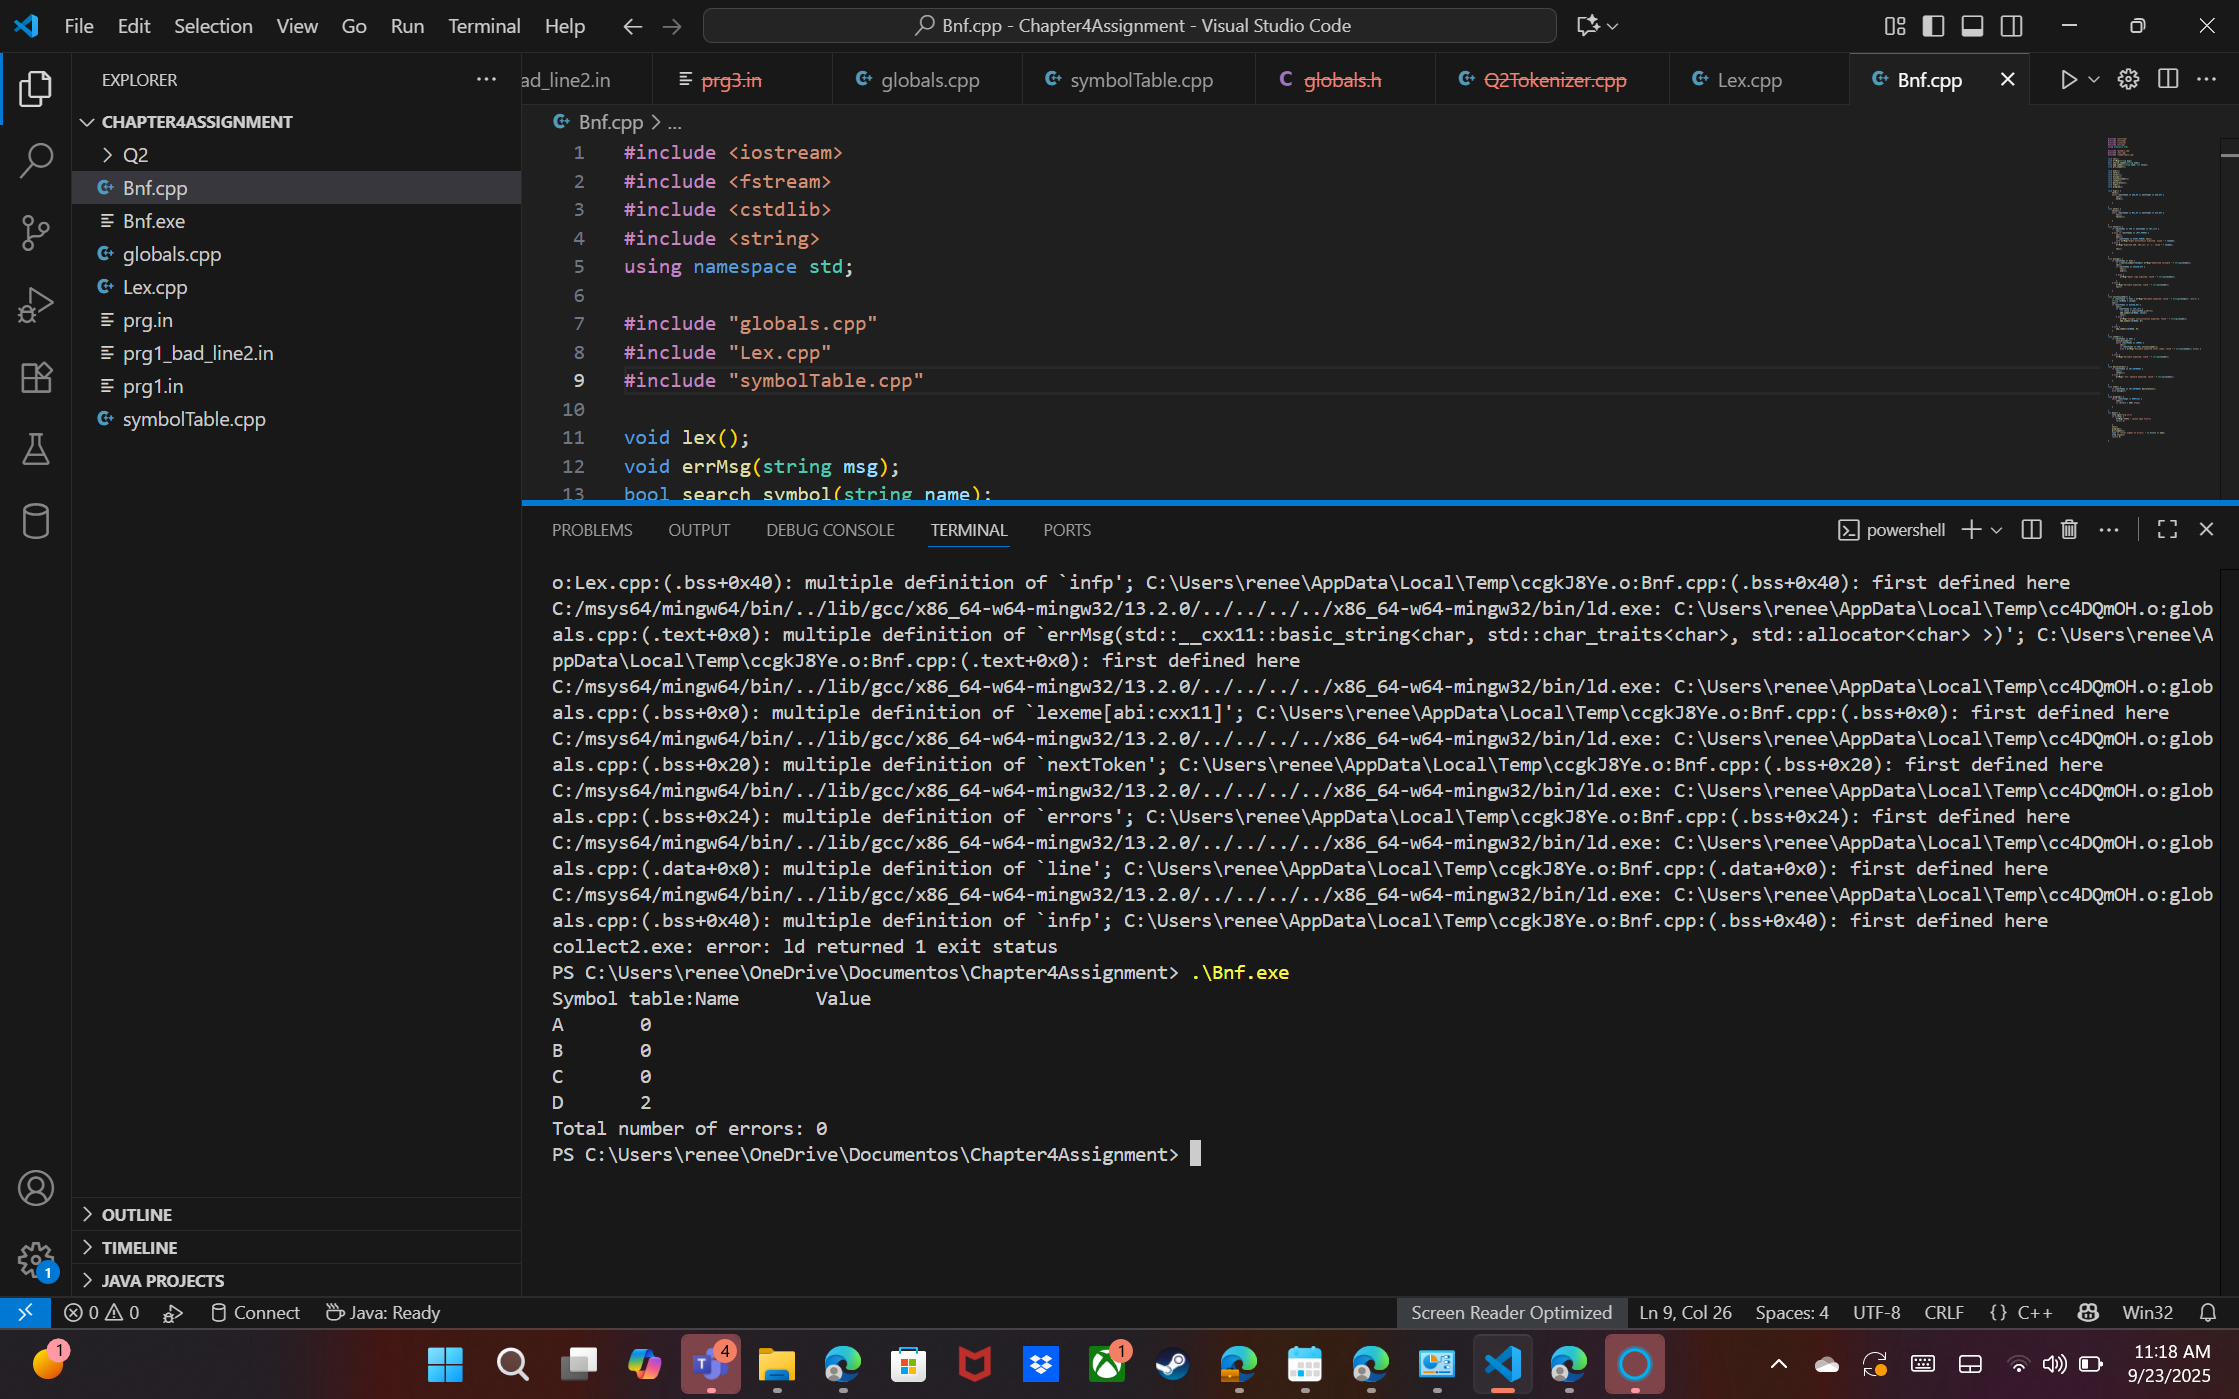 File Edit Selection View Go Run Terminal Help
Bnf.cpp - Chapter4Assignment - Visual Studio Code
EXPLORER
ad_line2.in prg3.in globals.cpp symbolTable.cpp globals.h Q2Tokenizer.cpp Lex.cpp Bnf.cpp
CHAPTER4ASSIGNMENT
Q2
Bnf.cpp
Bnf.exe
globals.cpp
Lex.cpp
prg.in
prg1_bad_line2.in
prg1.in
symbolTable.cpp
OUTLINE
TIMELINE
JAVA PROJECTS
Bnf.cpp > ...
1 #include <iostream>
2 #include <fstream>
3 #include <cstdlib>
4 #include <string>
5 using namespace std;
6
7 #include "globals.cpp"
8 #include "Lex.cpp"
9 #include "symbolTable.cpp"
10
11 void lex();
12 void errMsg(string msg);
13 bool search_symbol(string name);
PROBLEMS OUTPUT DEBUG CONSOLE TERMINAL PORTS
powershell
o:Lex.cpp:(.bss+0x40): multiple definition of `infp'; C:\Users\renee\AppData\Local\Temp\ccgkJ8Ye.o:Bnf.cpp:(.bss+0x40): first defined here
C:/msys64/mingw64/bin/../lib/gcc/x86_64-w64-mingw32/13.2.0/../../../../x86_64-w64-mingw32/bin/ld.exe: C:\Users\renee\AppData\Local\Temp\cc4DQmOH.o:glob
als.cpp:(.text+0x0): multiple definition of `errMsg(std::__cxx11::basic_string<char, std::char_traits<char>, std::allocator<char> >)'; C:\Users\renee\A
ppData\Local\Temp\ccgkJ8Ye.o:Bnf.cpp:(.text+0x0): first defined here
C:/msys64/mingw64/bin/../lib/gcc/x86_64-w64-mingw32/13.2.0/../../../../x86_64-w64-mingw32/bin/ld.exe: C:\Users\renee\AppData\Local\Temp\cc4DQmOH.o:glob
als.cpp:(.bss+0x0): multiple definition of `lexeme[abi:cxx11]'; C:\Users\renee\AppData\Local\Temp\ccgkJ8Ye.o:Bnf.cpp:(.bss+0x0): first defined here
C:/msys64/mingw64/bin/../lib/gcc/x86_64-w64-mingw32/13.2.0/../../../../x86_64-w64-mingw32/bin/ld.exe: C:\Users\renee\AppData\Local\Temp\cc4DQmOH.o:glob
als.cpp:(.bss+0x20): multiple definition of `nextToken'; C:\Users\renee\AppData\Local\Temp\ccgkJ8Ye.o:Bnf.cpp:(.bss+0x20): first defined here
C:/msys64/mingw64/bin/../lib/gcc/x86_64-w64-mingw32/13.2.0/../../../../x86_64-w64-mingw32/bin/ld.exe: C:\Users\renee\AppData\Local\Temp\cc4DQmOH.o:glob
als.cpp:(.bss+0x24): multiple definition of `errors'; C:\Users\renee\AppData\Local\Temp\ccgkJ8Ye.o:Bnf.cpp:(.bss+0x24): first defined here
C:/msys64/mingw64/bin/../lib/gcc/x86_64-w64-mingw32/13.2.0/../../../../x86_64-w64-mingw32/bin/ld.exe: C:\Users\renee\AppData\Local\Temp\cc4DQmOH.o:glob
als.cpp:(.data+0x0): multiple definition of `line'; C:\Users\renee\AppData\Local\Temp\ccgkJ8Ye.o:Bnf.cpp:(.data+0x0): first defined here
C:/msys64/mingw64/bin/../lib/gcc/x86_64-w64-mingw32/13.2.0/../../../../x86_64-w64-mingw32/bin/ld.exe: C:\Users\renee\AppData\Local\Temp\cc4DQmOH.o:glob
als.cpp:(.bss+0x40): multiple definition of `infp'; C:\Users\renee\AppData\Local\Temp\ccgkJ8Ye.o:Bnf.cpp:(.bss+0x40): first defined here
collect2.exe: error: ld returned 1 exit status
PS C:\Users\renee\OneDrive\Documentos\Chapter4Assignment> .\Bnf.exe
Symbol table:Name Value
A 0
B 0
C 0
D 2
Total number of errors: 0
PS C:\Users\renee\OneDrive\Documentos\Chapter4Assignment>
1
0 0 Connect Java: Ready
Screen Reader Optimized Ln 9, Col 26 Spaces: 4 UTF-8 CRLF {} C++ Win32
1 4 1
11:18 AM
9/23/2025